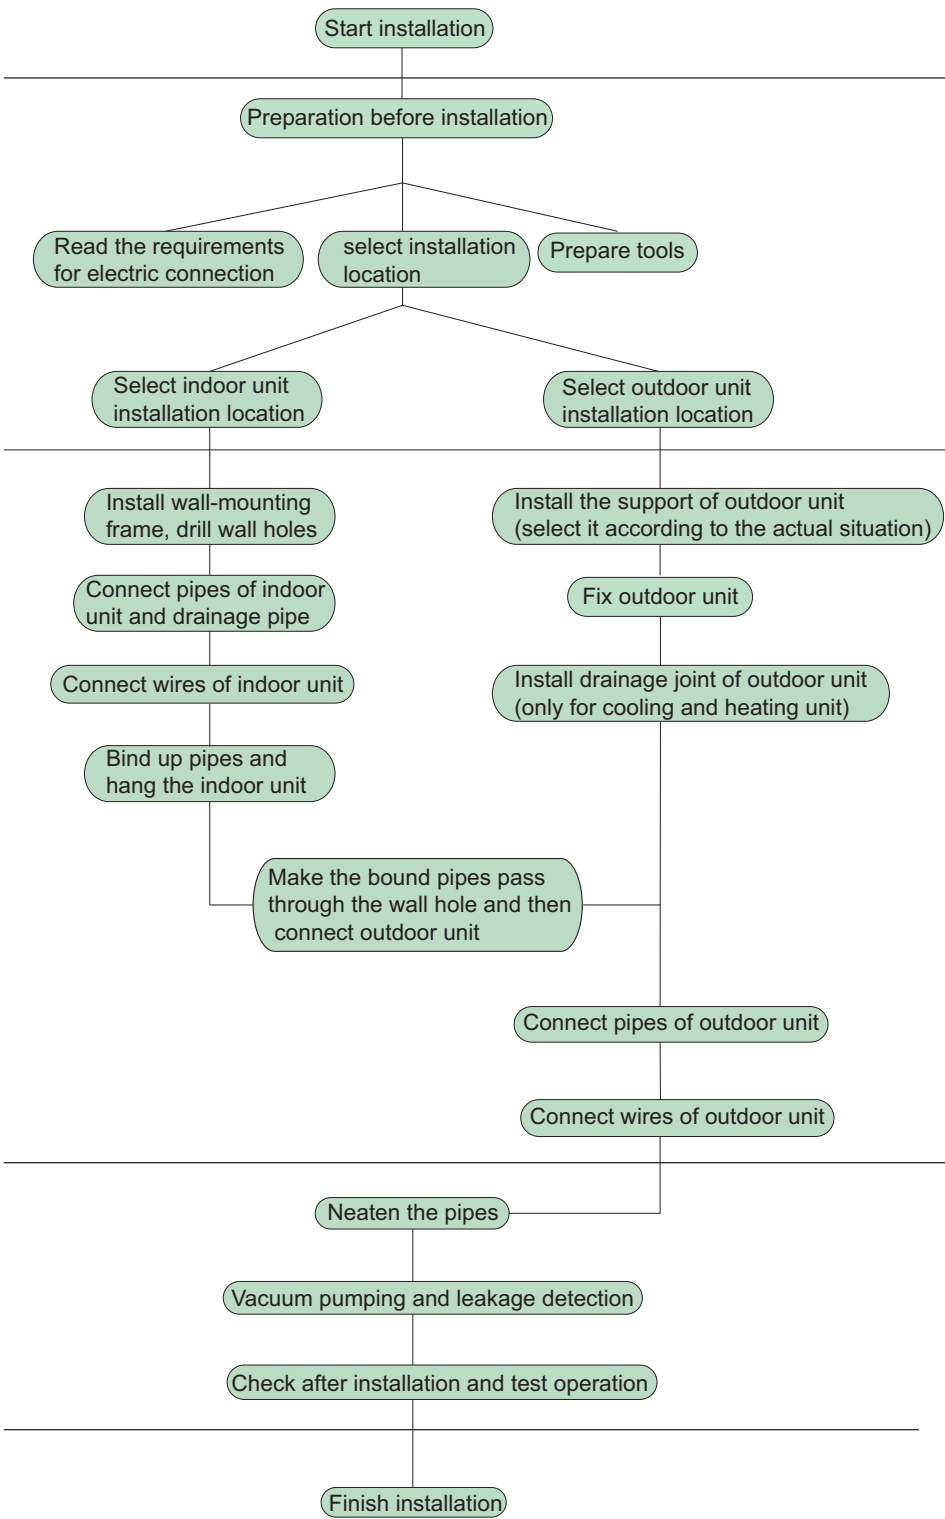 Start installation
Preparation before installation
Read the requirements
for electric connection
select installation
location
Prepare tools
Select indoor unit
installation location
Select outdoor unit
installation location
Install wall-mounting
frame, drill wall holes
Connect pipes of indoor
unit and drainage pipe
Connect wires of indoor unit
Bind up pipes and
hang the indoor unit
Install the support of outdoor unit
(select it according to the actual situation)
Fix outdoor unit
Install drainage joint of outdoor unit
(only for cooling and heating unit)
Make the bound pipes pass
through the wall hole and then
connect outdoor unit
Connect pipes of outdoor unit
Connect wires of outdoor unit
Neaten the pipes
Vacuum pumping and leakage detection
Check after installation and test operation
Finish installation